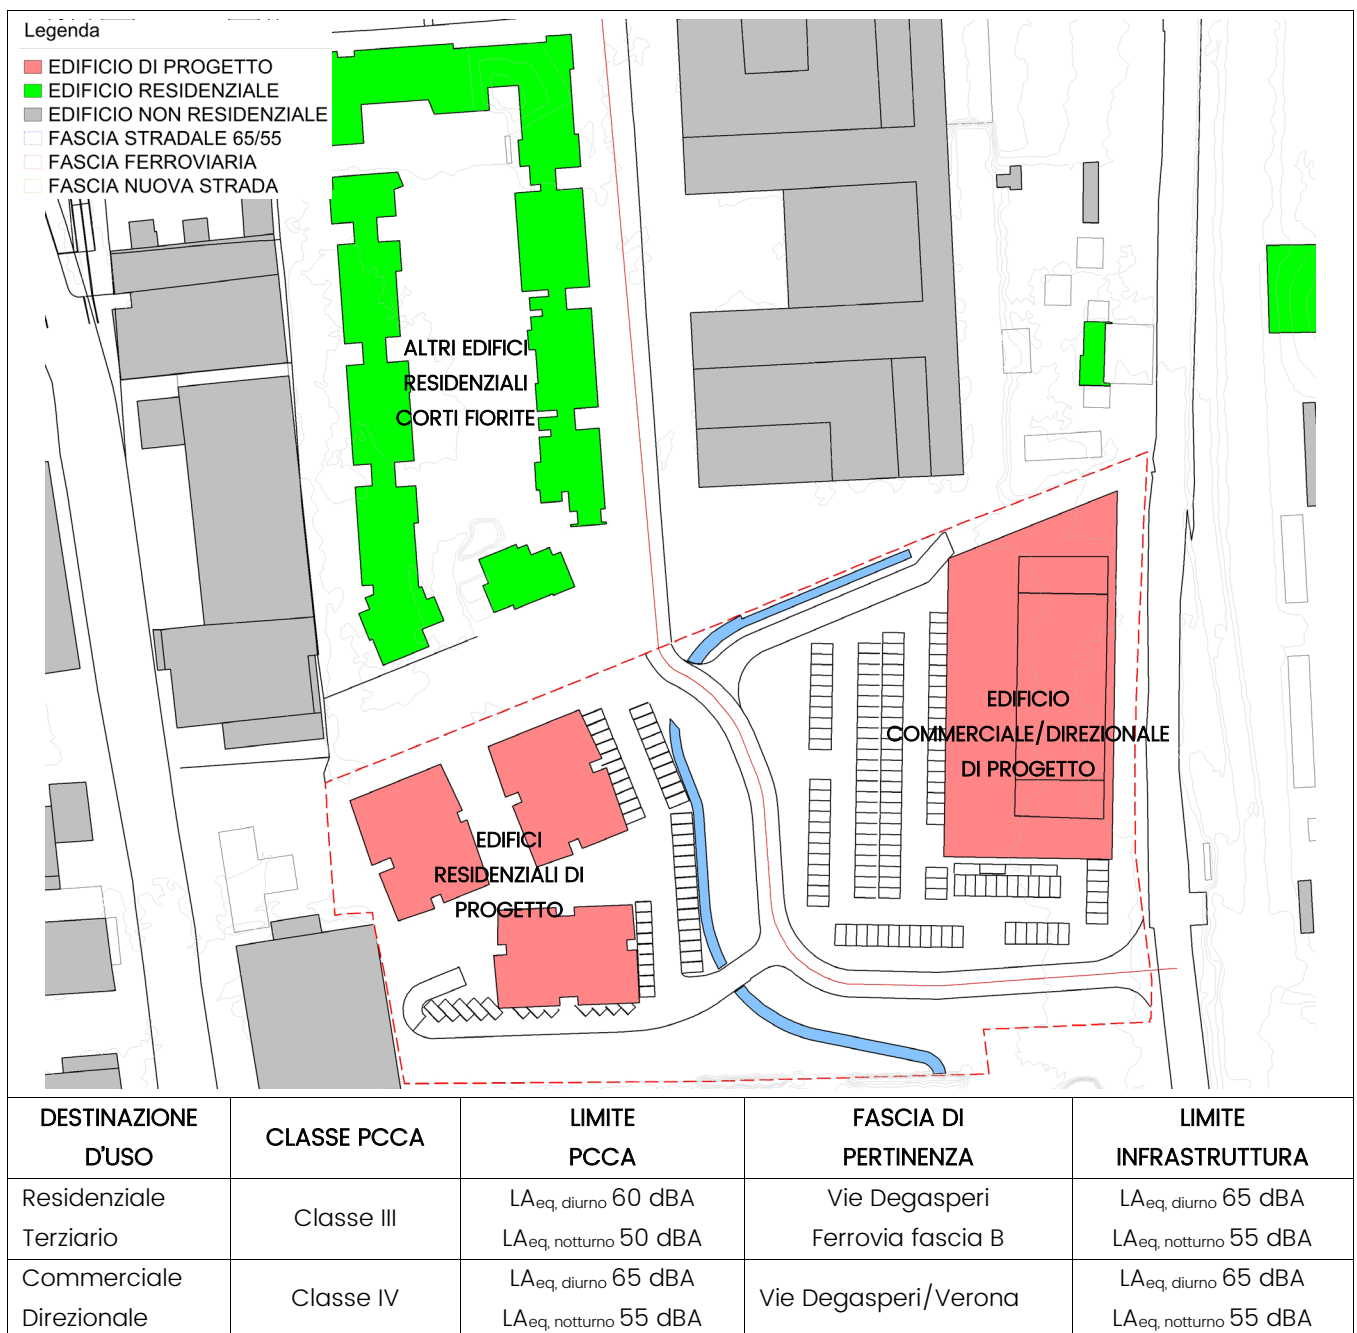 Legenda
EDIFICIO DI PROGETTO
EDIFICIO RESIDENZIALE
EDIFICIO NON RESIDENZIALE
FASCIA STRADALE 65/55
FASCIA FERROVIARIA
FASCIA NUOVA STRADA
ALTRI EDIFICI
RESIDENZIALI
CORTI FIORITE
EDIFICIO
COMMERCIALE/DIREZIONALE
DI PROGETTO
EDIFICI
RESIDENZIALI DI
PROGETTO
DESTINAZIONE
D'USO
CLASSE PCCA
LIMITE
PCCA
FASCIA DI
PERTINENZA
LIMITE
INFRASTRUTTURA
Residenziale
Terziario
Classe III
LAeq, diurno 60 dBA
LAeq, notturno 50 dBA
Vie Degasperi
Ferrovia fascia B
LAeq, diurno 65 dBA
LAeq, notturno 55 dBA
Commerciale
Direzionale
Classe IV
LAeq, diurno 65 dBA
LAeq, notturno 55 dBA
Vie Degasperi/Verona
LAeq, diurno 65 dBA
LAeq, notturno 55 dBA